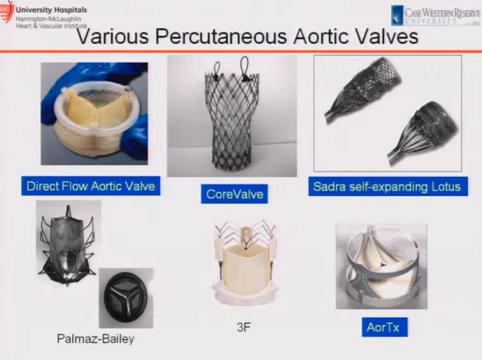 University Hospitals
Harrington-McLaughlin
Heart & Vascular Institute
CASE WESTERN RESERVE
UNIVERSITY
Various Percutaneous Aortic Valves
Direct Flow Aortic Valve
CoreValve
Sadra self-expanding Lotus
Palmaz-Bailey
3F
AorTx